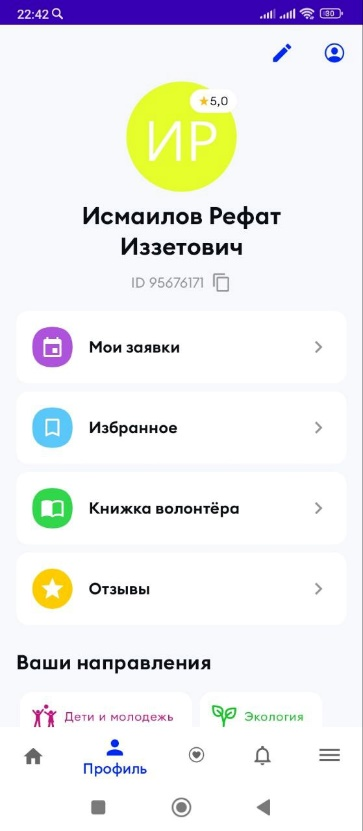 22:42
30
5,0
ИР
Исмаилов Рефат
Иззетович
ID 95676171
Мои заявки
Избранное
Книжка волонтёра
Отзывы
Ваши направления
Дети и молодежь
Экология
Профиль